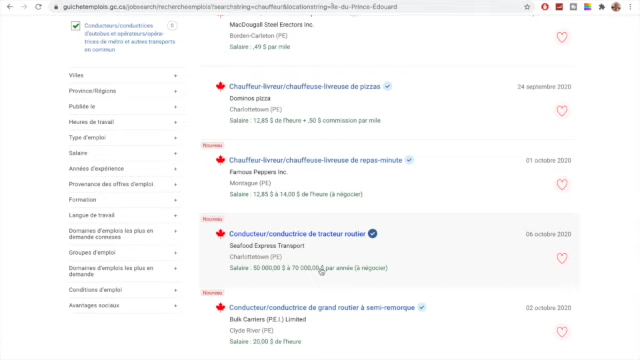 guichetemplois.gc.ca/jobsearch/rechercheemplois?searchstring=chauffeur&locationstring=Île-du-Prince-Édouard
Conducteurs/conductrices
d'autobus et opérateurs/opéra-
trices de métro et autres transports
en commun
0
Villes +
Province/Régions +
Publiée le +
Heures de travail +
Type d'emploi +
Salaire +
Années d'expérience +
Provenance des offres d'emploi +
Formation +
Langue de travail +
Domaines d'emplois les plus en
demande connexes +
Groupes d'emploi +
Domaines d'emplois les plus en
demande +
Conditions d'emploi +
Avantages sociaux +
MacDougall Steel Erectors Inc.
Borden-Carleton (PE)
Salaire : ,49 $ par mile
Chauffeur-livreur/chauffeuse-livreuse de pizzas
24 septembre 2020
Dominos pizza
Charlottetown (PE)
Salaire : 12,85 $ de l'heure + ,50 $ commission par mile
Nouveau
Chauffeur-livreur/chauffeuse-livreuse de repas-minute
01 octobre 2020
Famous Peppers Inc.
Montague (PE)
Salaire : 12,85 $ à 14,00 $ de l'heure (à négocier)
Nouveau
Conducteur/conductrice de tracteur routier
06 octobre 2020
Seafood Express Transport
Charlottetown (PE)
Salaire : 50 000,00 $ à 70 000,00 $ par année (à négocier)
Nouveau
Conducteur/conductrice de grand routier à semi-remorque
02 octobre 2020
Bulk Carriers (P.E.I.) Limited
Clyde River (PE)
Salaire : 20,00 $ de l'heure